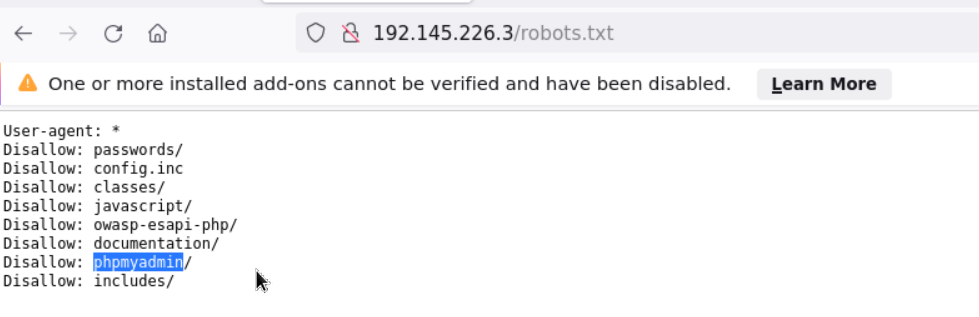 192.145.226.3/robots.txt
One or more installed add-ons cannot be verified and have been disabled. Learn More
User-agent: *
Disallow: passwords/
Disallow: config.inc
Disallow: classes/
Disallow: javascript/
Disallow: owasp-esapi-php/
Disallow: documentation/
Disallow: phpmyadmin/
Disallow: includes/